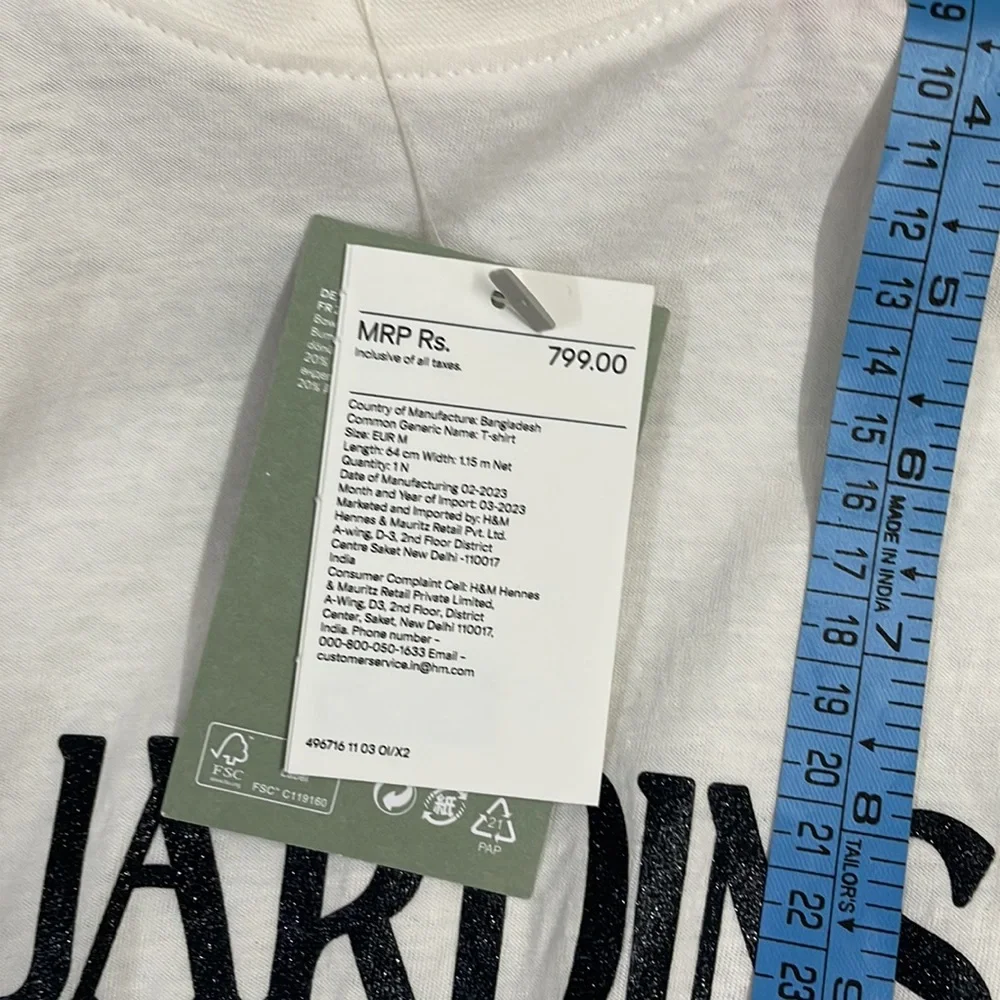 MRP Rs. 799.00
Inclusive of all taxes.
Country of Manufacture: Bangladesh
Common Generic Name: T-shirt
Size: EUR M
Length: 64 cm Width: 1.15 m Net
Quantity: 1 N
Date of Manufacturing 02-2023
Month and Year of Import: 03-2023
Marketed and Imported by: H&M
Hennes & Mauritz Retail Pvt. Ltd.
A-wing, D-3, 2nd Floor District
Centre Saket New Delhi -110017
India
Consumer Complaint Cell: H&M Hennes
& Mauritz Retail Private Limited,
A-Wing, D3, 2nd Floor, District
Center, Saket, New Delhi 110017,
India. Phone number -
000-800-050-1633 Email -
customerservice.in@hm.com
496716 11 03 OI/X2
DE
FR
20%
20%
FSC
FSC® C119160
紙
21
PAP
JARDINS
9 10 11 12 13 14 15 16 17 18 19 20 21 22 23
4 5 6 MADE IN INDIA 7 8 TAILOR'S 9